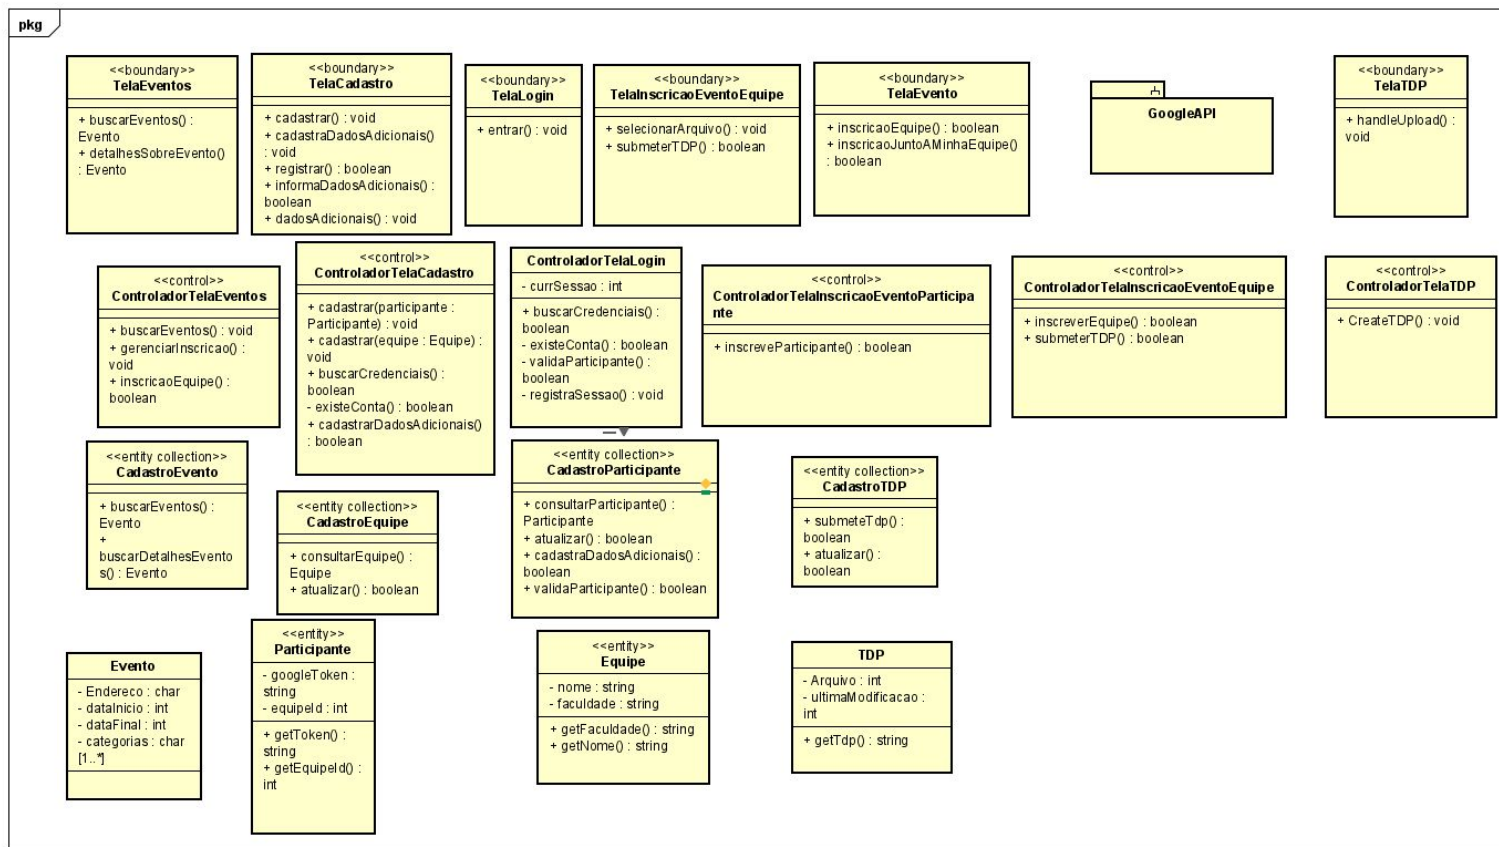 pkg
<<boundary>>
TelaEventos
+ buscarEventos() :
Evento
+ detalhesSobreEvento()
: Evento
<<boundary>>
TelaCadastro
+ cadastrar() : void
+ cadastraDadosAdicionais()
: void
+ registrar() : boolean
+ informaDadosAdicionais() :
boolean
+ dadosAdicionais() : void
<<boundary>>
TelaLogin
+ entrar() : void
<<boundary>>
TelaInscricaoEventoEquipe
+ selecionarArquivo() : void
+ submeterTDP() : boolean
<<boundary>>
TelaEvento
+ inscricaoEquipe() : boolean
+ inscricaoJuntoAMinhaEquipe()
: boolean
GoogleAPI
<<boundary>>
TelaTDP
+ handleUpload() :
void
<<control>>
ControladorTelaEventos
+ buscarEventos() : void
+ gerenciarInscricao() :
void
+ inscricaoEquipe() :
boolean
<<control>>
ControladorTelaCadastro
+ cadastrar(participante :
Participante) : void
+ cadastrar(equipe : Equipe) :
void
+ buscarCredenciais() :
boolean
- existeConta() : boolean
+ cadastrarDadosAdicionais()
: boolean
ControladorTelaLogin
- currSessao : int
+ buscarCredenciais() :
boolean
- existeConta() : boolean
- validaParticipante() :
boolean
- registraSessao() : void
<<control>>
ControladorTelaInscricaoEventoParticipa
nte
+ inscreveParticipante() : boolean
<<control>>
ControladorTelaInscricaoEventoEquipe
+ inscreverEquipe() : boolean
+ submeterTDP() : boolean
<<control>>
ControladorTelaTDP
+ CreateTDP() : void
<<entity collection>>
CadastroEvento
+ buscarEventos() :
Evento
+
buscarDetalhesEvento
s() : Evento
<<entity collection>>
CadastroEquipe
+ consultarEquipe() :
Equipe
+ atualizar() : boolean
<<entity collection>>
CadastroParticipante
+ consultarParticipante() :
Participante
+ atualizar() : boolean
+ cadastraDadosAdicionais() :
boolean
+ validaParticipante() : boolean
<<entity collection>>
CadastroTDP
+ submeteTdp() :
boolean
+ atualizar() :
boolean
Evento
- Endereco : char
- dataInicio : int
- dataFinal : int
- categorias : char
[1..*]
<<entity>>
Participante
- googleToken :
string
- equipeId : int
+ getToken() :
string
+ getEquipeId() :
int
<<entity>>
Equipe
- nome : string
- faculdade : string
+ getFaculdade() : string
+ getNome() : string
TDP
- Arquivo : int
- ultimaModificacao :
int
+ getTdp() : string